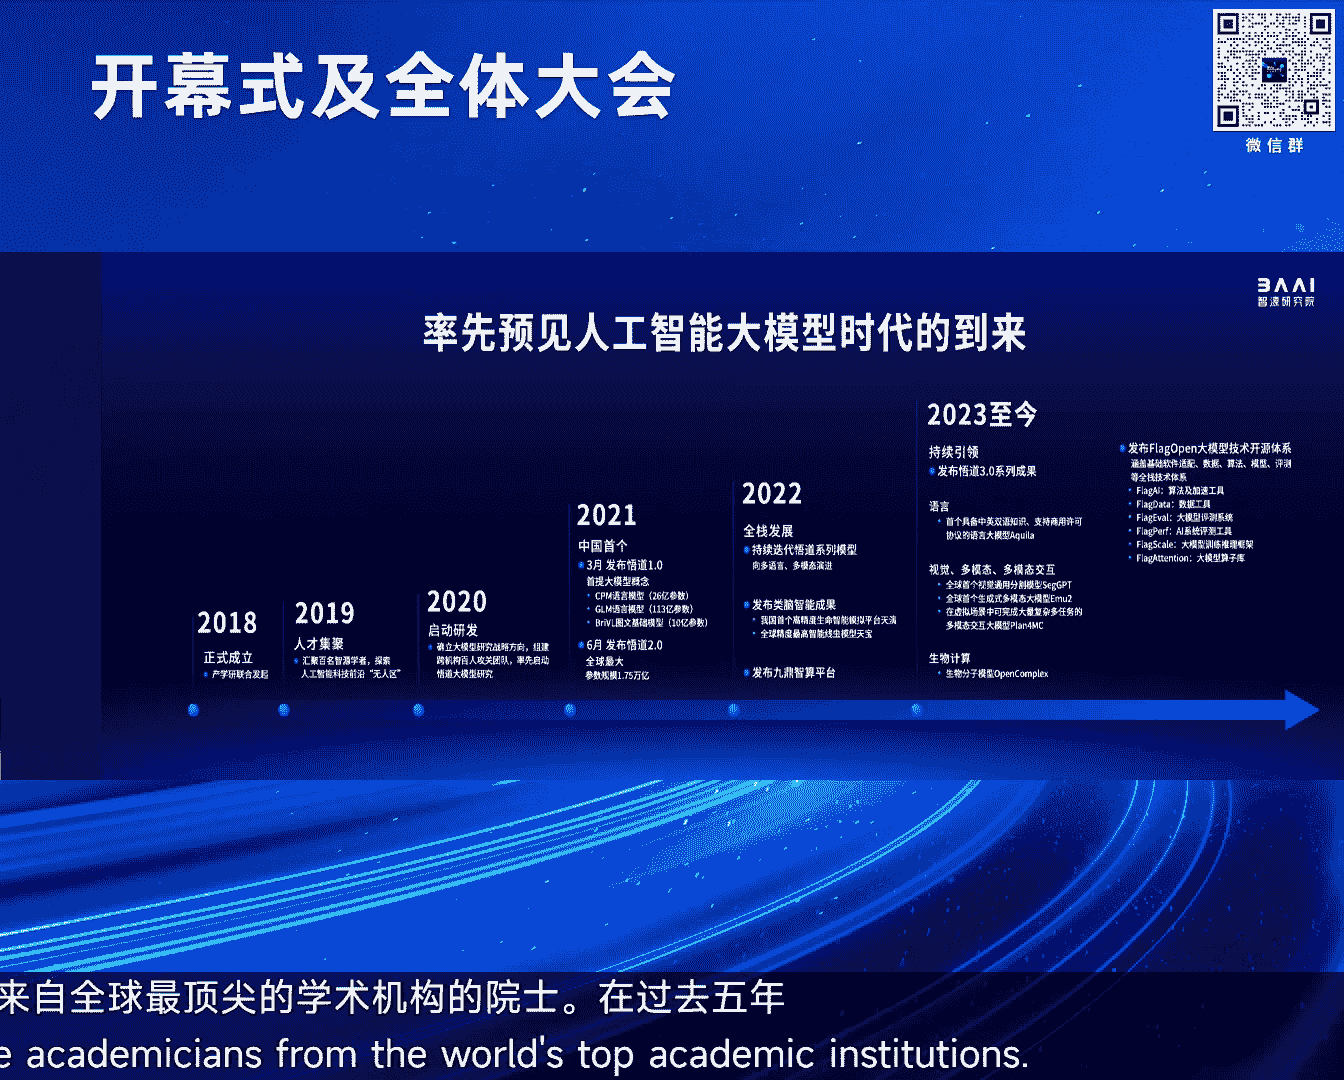 开幕式及全体大会
微信群
BAAI
智源研究院
率先预见人工智能大模型时代的到来
2018
正式成立
产学研联合发起
2019
人才集聚
汇聚百名智源学者，探索
人工智能科技前沿“无人区”
2020
启动研发
确立大模型研究战略方向，组建
跨机构百人攻关团队，率先启动
悟道大模型研究
2021
中国首个
3月 发布悟道1.0
首提大模型概念
CPM语言模型（26亿参数）
GLM语言模型（113亿参数）
BriVL图文基础模型（10亿参数）
6月 发布悟道2.0
全球最大
参数规模1.75万亿
2022
全栈发展
持续迭代悟道系列模型
向多语言、多模态演进
发布类脑智能成果
我国首个高精度生命智能模拟平台天演
全球精度最高智能线虫模型天宝
发布九鼎智算平台
2023至今
持续引领
发布悟道3.0系列成果
语言
首个具备中英双语知识、支持商用许可
协议的语言大模型Aquila
视觉、多模态、多模态交互
全球首个视觉通用分割模型SegGPT
全球首个生成式多模态大模型Emu2
在虚拟场景中可完成大量复杂多任务的
多模态交互大模型Plan4MC
生物计算
生物分子模型OpenComplex
发布FlagOpen大模型技术开源体系
涵盖基础软件适配、数据、算法、模型、评测
等全栈技术体系
FlagAI：算法及加速工具
FlagData：数据工具
FlagEval：大模型评测系统
FlagPerf：AI系统评测工具
FlagScale：大模型训练推理框架
FlagAttention：大模型算子库
来自全球最顶尖的学术机构的院士。在过去五年
e academicians from the world's top academic institutions.